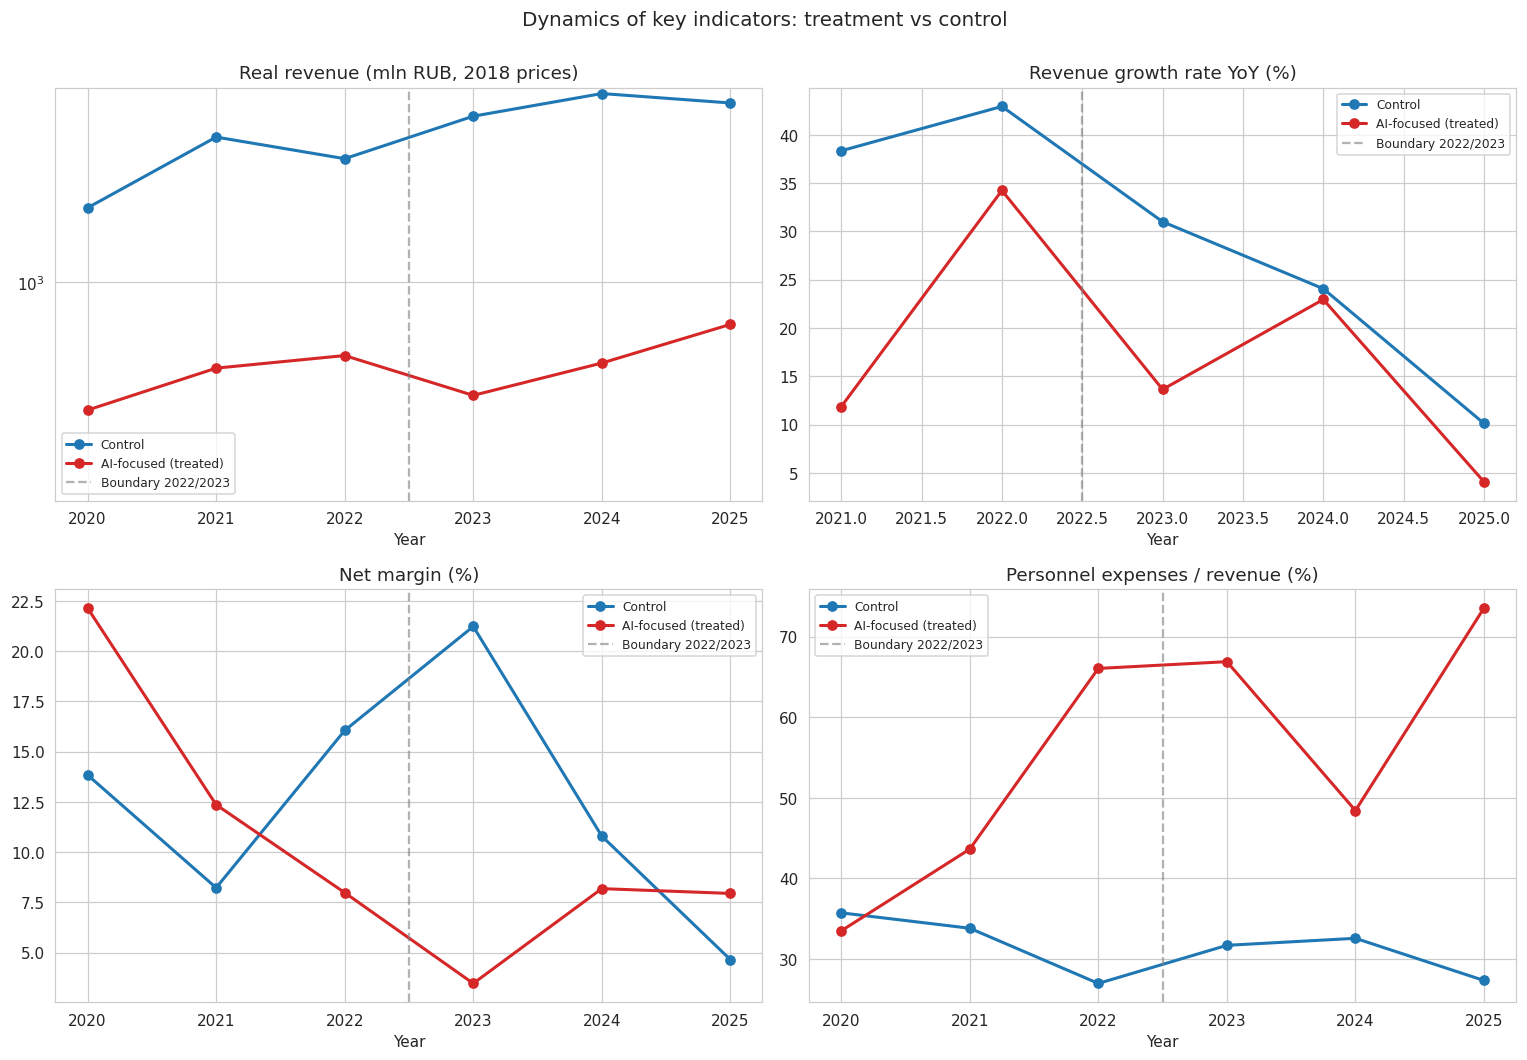 Dynamics of key indicators: treatment vs control
Real revenue (mln RUB, 2018 prices)
10³
Control
AI-focused (treated)
Boundary 2022/2023
2020 2021 2022 2023 2024 2025
Year
Revenue growth rate YoY (%)
Control
AI-focused (treated)
Boundary 2022/2023
40
35
30
25
20
15
10
5
2021.0 2021.5 2022.0 2022.5 2023.0 2023.5 2024.0 2024.5 2025.0
Year
Net margin (%)
Control
AI-focused (treated)
Boundary 2022/2023
22.5
20.0
17.5
15.0
12.5
10.0
7.5
5.0
2020 2021 2022 2023 2024 2025
Year
Personnel expenses / revenue (%)
Control
AI-focused (treated)
Boundary 2022/2023
70
60
50
40
30
2020 2021 2022 2023 2024 2025
Year